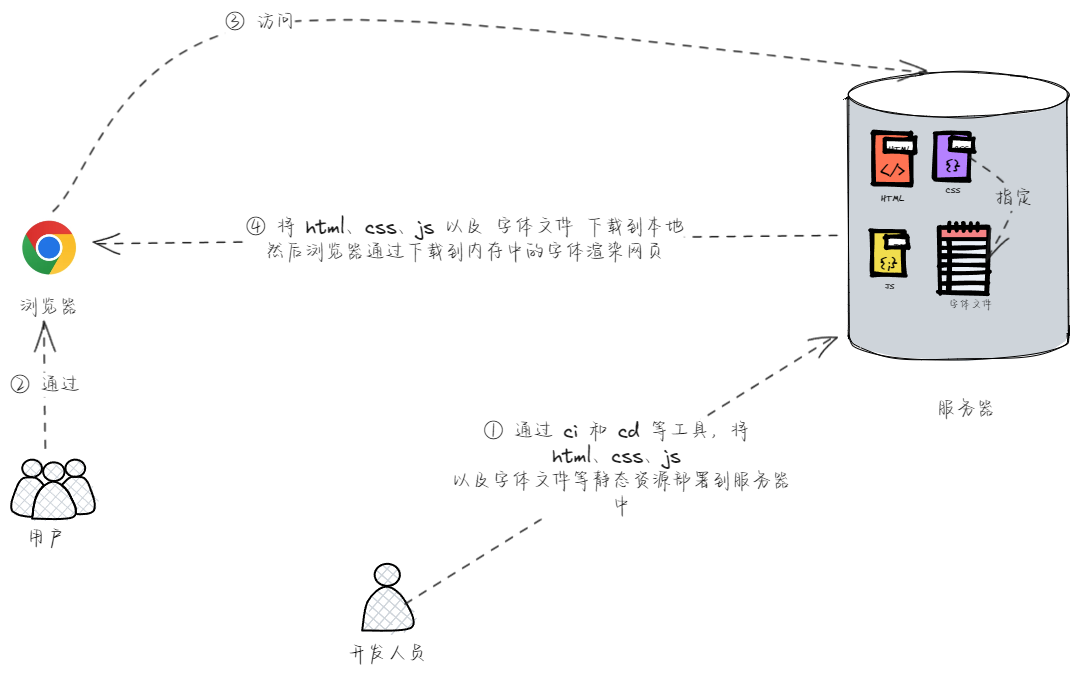 ③ 访问
HTML
CSS
HTML
CSS
指定
④ 将 html、css、js 以及 字体文件 下载到本地
然后浏览器通过下载到内存中的字体渲染网页
JS
字体文件
浏览器
② 通过
服务器
① 通过 ci 和 cd 等工具，将
html、css、js
以及字体文件等静态资源部署到服务器
中
用户
开发人员